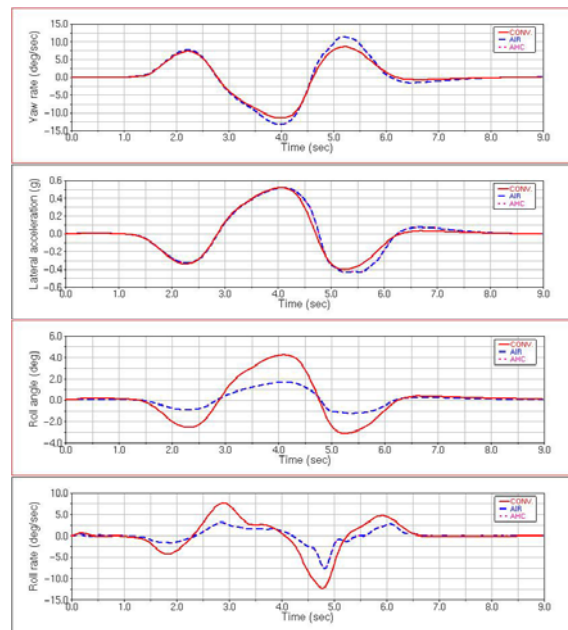 Yaw rate (deg/sec)
15.0
10.0
5.0
0.0
−5.0
−10.0
−15.0
CONV.
AIR
AHC
0.0 1.0 2.0 3.0 4.0 5.0 6.0 7.0 8.0 9.0
Time (sec)
Lateral acceleration (g)
0.6
0.4
0.2
0.0
−0.2
−0.4
−0.6
CONV.
AIR
AHC
0.0 1.0 2.0 3.0 4.0 5.0 6.0 7.0 8.0 9.0
Time (sec)
Roll angle (deg)
6.0
4.0
2.0
0.0
−2.0
−4.0
CONV.
AIR
AHC
0.0 1.0 2.0 3.0 4.0 5.0 6.0 7.0 8.0 9.0
Time (sec)
Roll rate (deg/sec)
10.0
5.0
0.0
−5.0
−10.0
−15.0
CONV.
AIR
AHC
0.0 1.0 2.0 3.0 4.0 5.0 6.0 7.0 8.0 9.0
Time (sec)